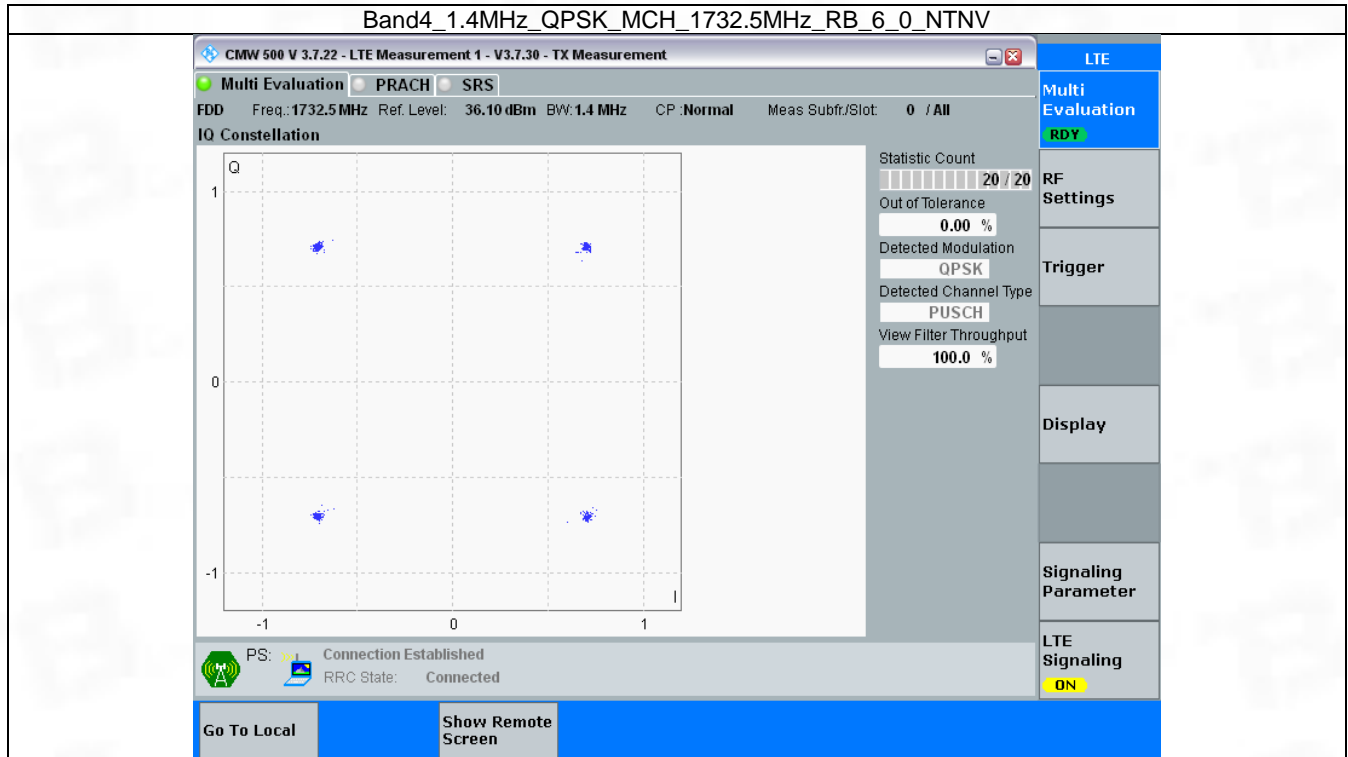 Band4_1.4MHz_QPSK_MCH_1732.5MHz_RB_6_0_NTNV
CMW 500 V 3.7.22 - LTE Measurement 1 - V3.7.30 - TX Measurement
Multi Evaluation PRACH SRS
FDD Freq.:1732.5 MHz Ref. Level: 36.10 dBm BW:1.4 MHz CP :Normal Meas Subfr./Slot: 0 / All
IQ Constellation
Q
1
0
-1
I
-1 0 1
Statistic Count
20 / 20
Out of Tolerance
0.00 %
Detected Modulation
QPSK
Detected Channel Type
PUSCH
View Filter Throughput
100.0 %
PS: Connection Established
RRC State: Connected
LTE
Multi
Evaluation
RDY
RF
Settings
Trigger
Display
Signaling
Parameter
LTE
Signaling
ON
Go To Local
Show Remote
Screen